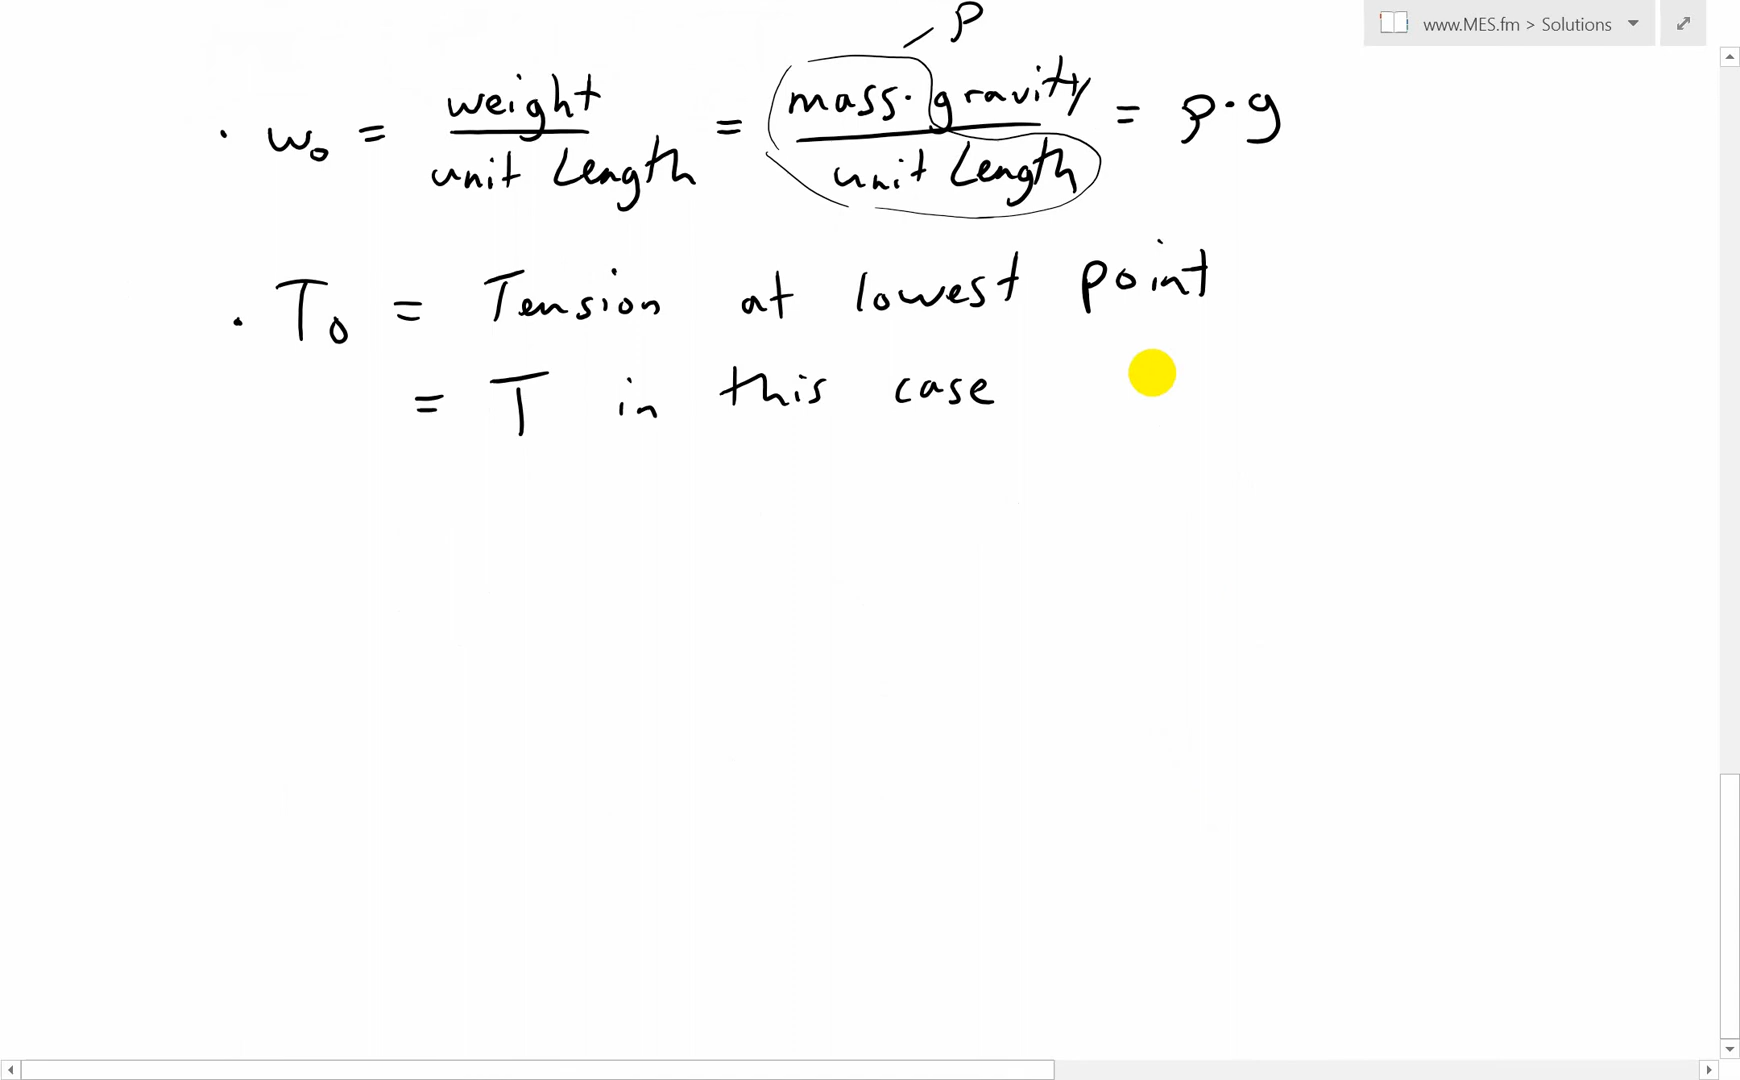 www.MES.fm > Solutions
ρ
· w₀ = weight / unit Length = mass · gravity / unit Length = ρ · g
· T₀ = Tension at lowest point
= T in this case